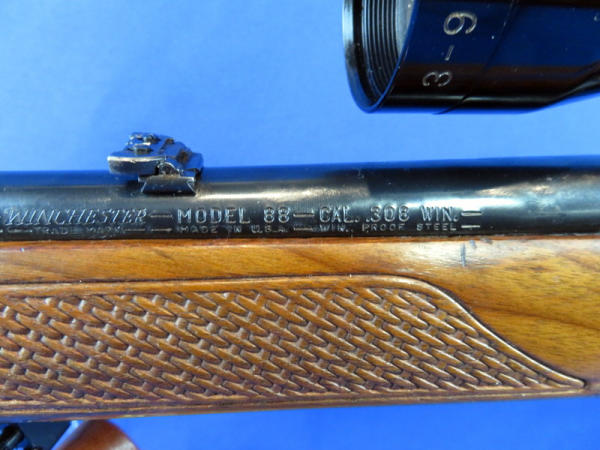 3-9
WINCHESTER — MODEL 88 — CAL. .308 WIN. —
— TRADE MARK — MADE IN U.S.A. — WIN. PROOF STEEL —